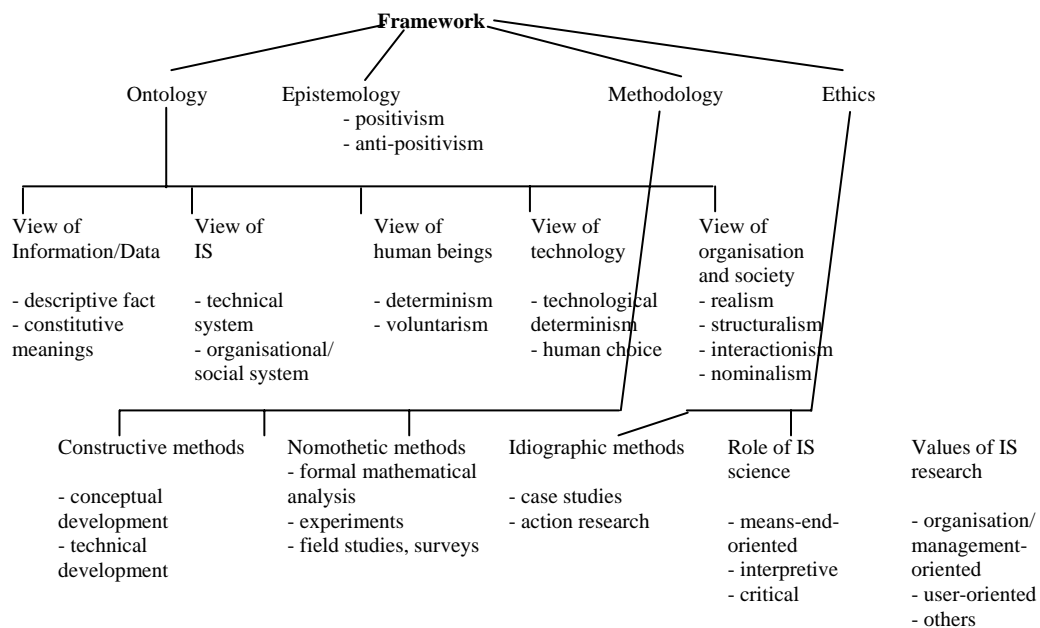 Framework
Ontology
Epistemology
- positivism
- anti-positivism
Methodology
Ethics
View of
Information/Data
- descriptive fact
- constitutive
meanings
View of
IS
- technical
system
- organisational/
social system
View of
human beings
- determinism
- voluntarism
View of
technology
- technological
determinism
- human choice
View of
organisation
and society
- realism
- structuralism
- interactionism
- nominalism
Constructive methods
- conceptual
development
- technical
development
Nomothetic methods
- formal mathematical
analysis
- experiments
- field studies, surveys
Idiographic methods
- case studies
- action research
Role of IS
science
- means-end-
oriented
- interpretive
- critical
Values of IS
research
- organisation/
management-
oriented
- user-oriented
- others